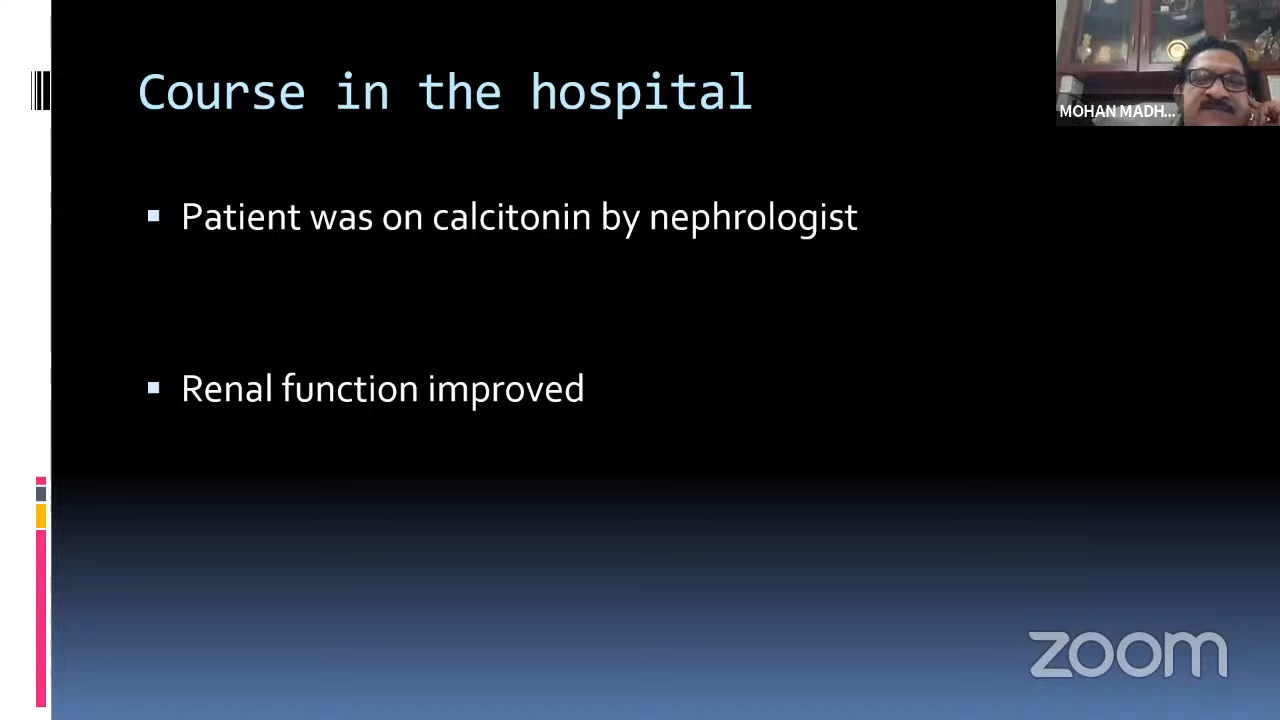 Course in the hospital
MOHAN MADH...
Patient was on calcitonin by nephrologist
Renal function improved
zoom